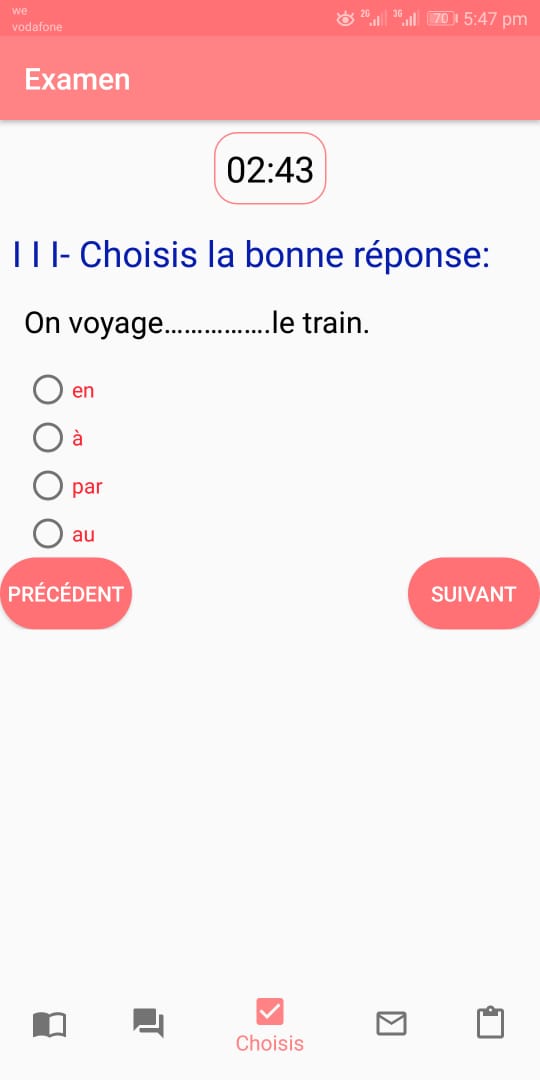 we
vodafone
2G 3G 70 5:47 pm
Examen
02:43
I I I- Choisis la bonne réponse:
On voyage................le train.
en
à
par
au
PRÉCÉDENT
SUIVANT
Choisis